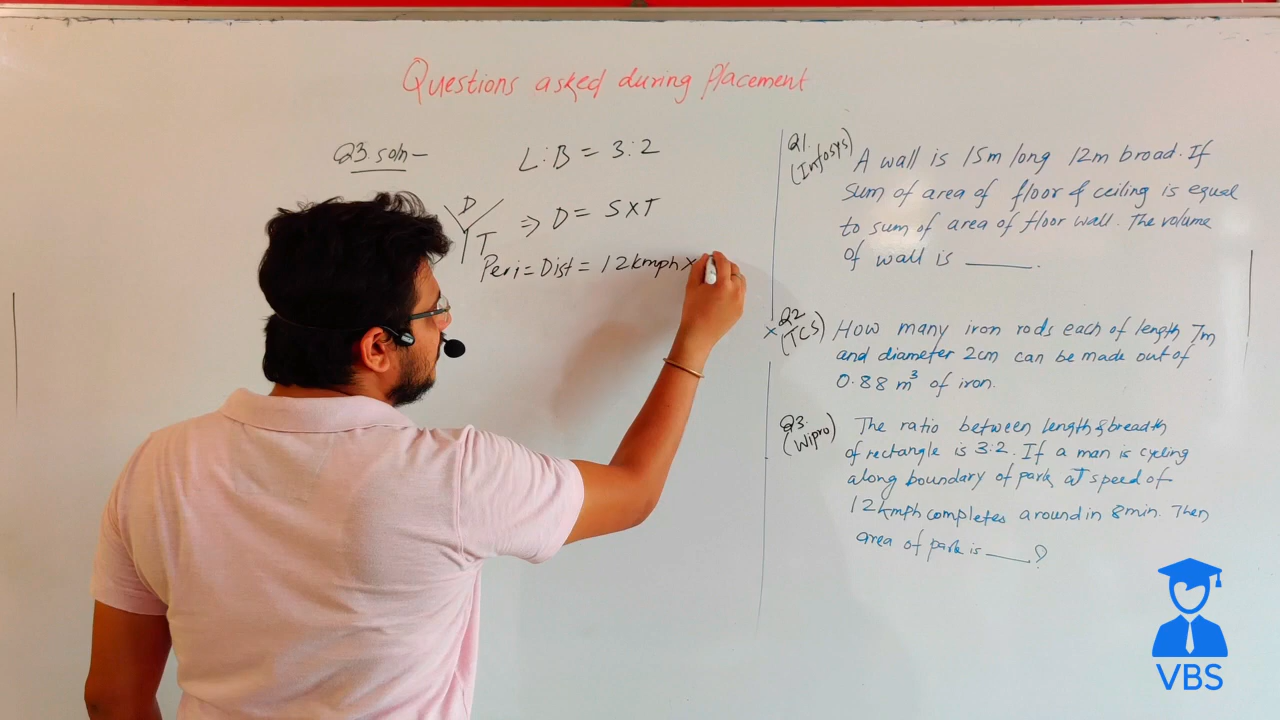 Questions asked during Placement
Q3. soln –
L:B = 3:2
D
S
T
⇒ D = S×T
Peri = Dist = 12kmph ×
Q1.
(Infosys)
A wall is 15m long 12m broad. If
sum of area of floor & ceiling is equal
to sum of area of floor wall. The volume
of wall is ______.
Q2
(TCS)
How many iron rods each of length 7m
and diameter 2cm can be made out of
0.88 m³ of iron.
Q3.
(Wipro)
The ratio between length & breadth
of rectangle is 3:2. If a man is cycling
along boundary of park, at speed of
12kmph completes around in 8min. Then
area of park is _____?
VBS